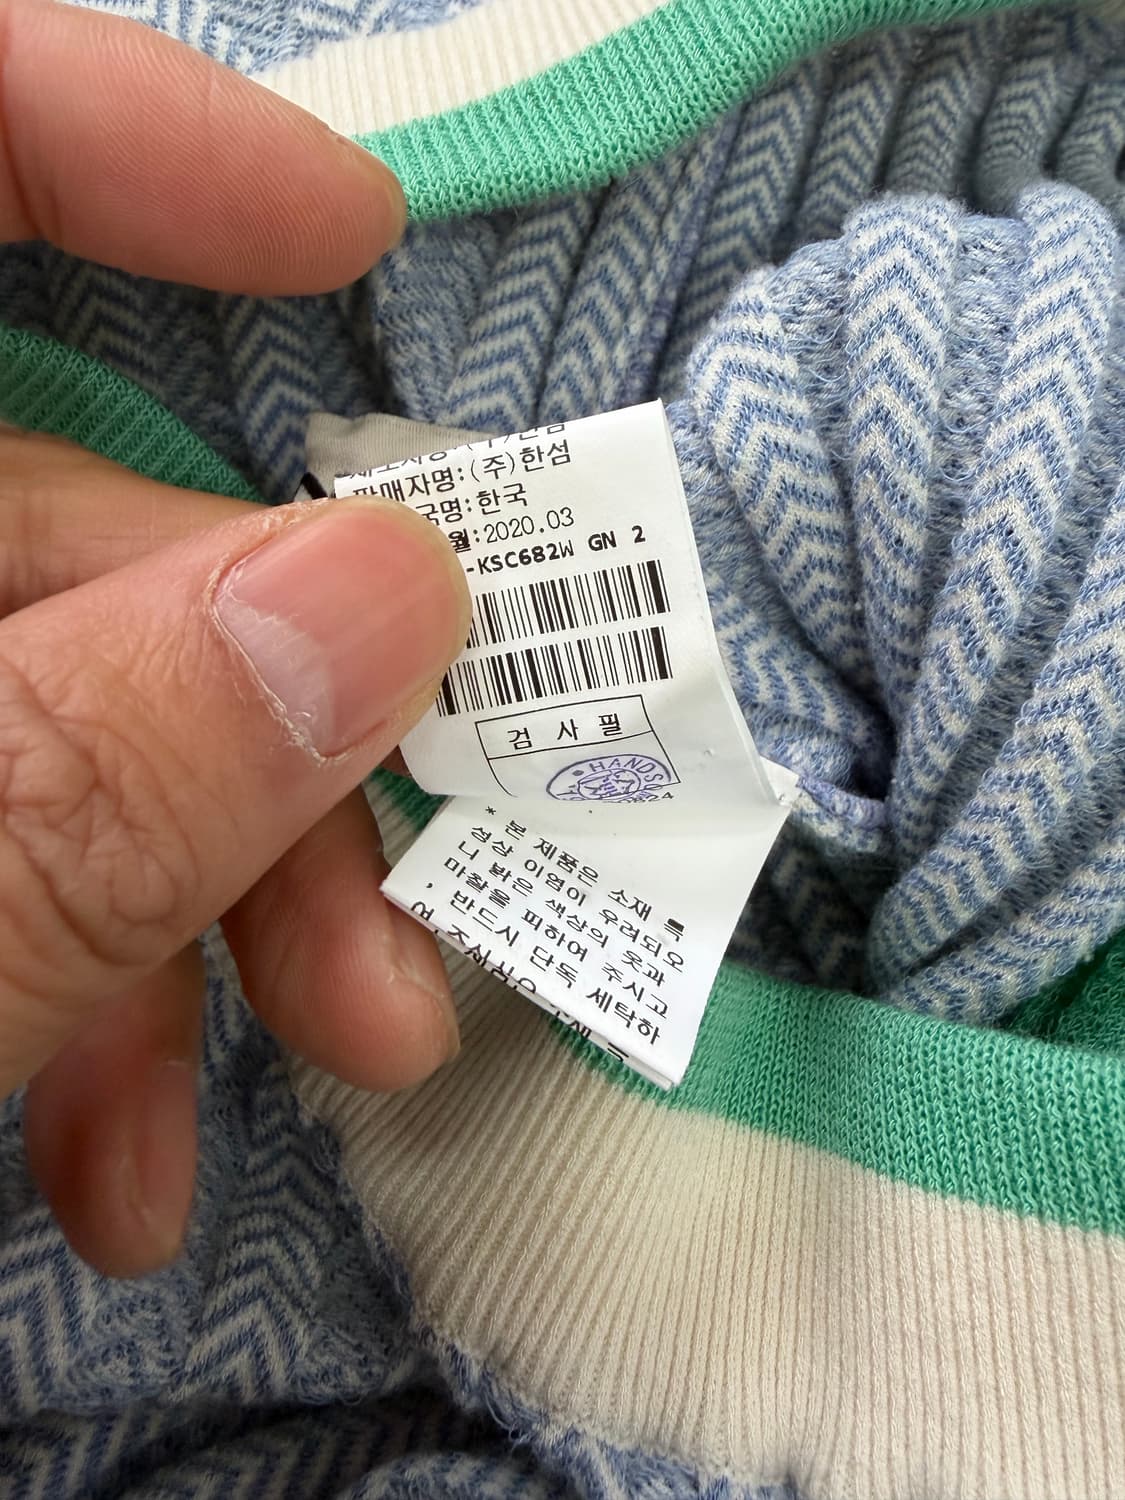 판매자명:(주)한섬
국명:한국
월:2020.03
-KSC682W GN 2
검 사 필
HANDS
* 본 제품은 소재 특
성상 이염이 우려되오
니 밝은 색상의 옷과
마찰을 피하여 주시고
, 반드시 단독 세탁하
여